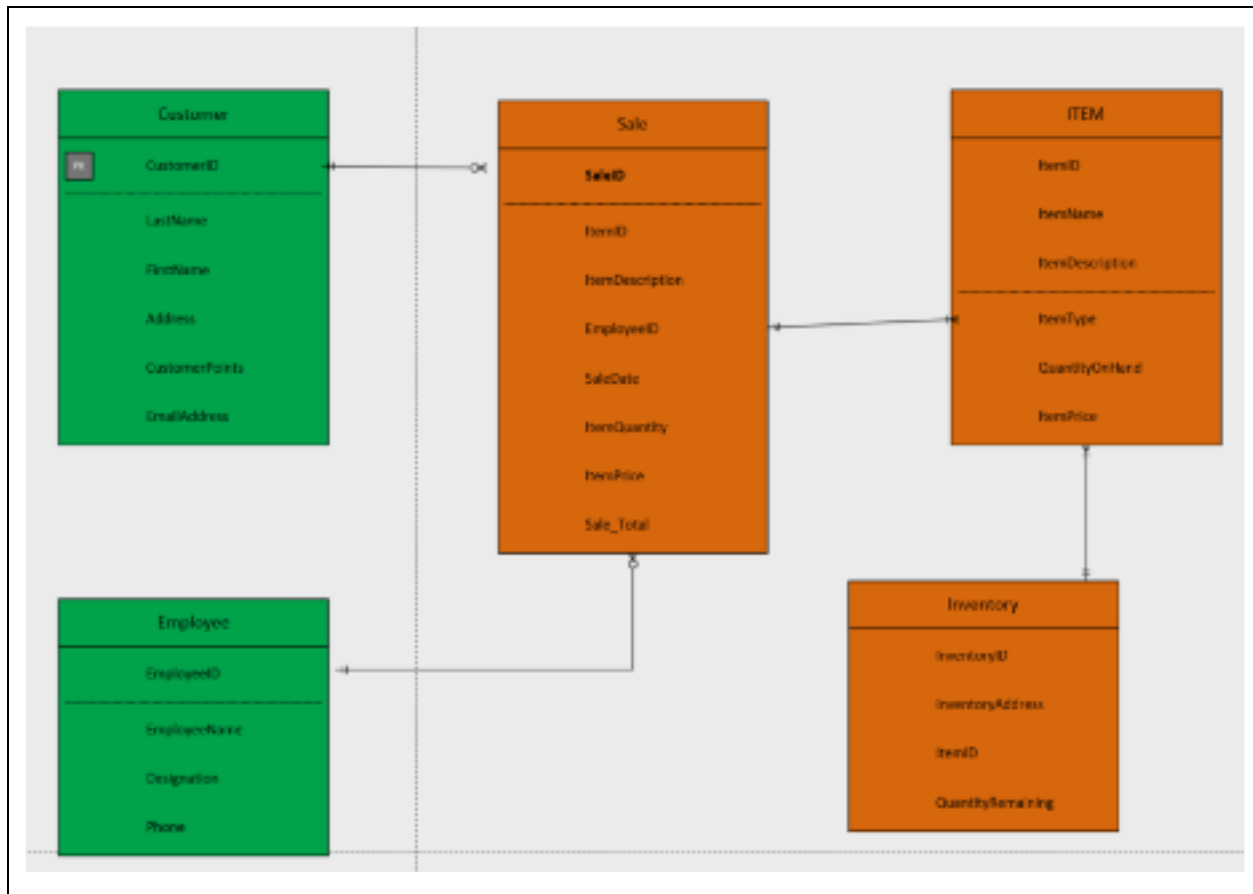 Customer
PK
CustomerID
LastName
FirstName
Address
CustomerPoints
EmailAddress
Sale
SaleID
ItemID
ItemDescription
EmployeeID
SaleDate
ItemQuantity
ItemPrice
Sale_Total
ITEM
ItemID
ItemName
ItemDescription
ItemType
QuantityOnHand
ItemPrice
Employee
EmployeeID
EmployeeName
Designation
Phone
Inventory
InventoryID
InventoryAddress
ItemID
QuantityRemaining